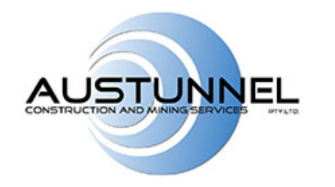 AUSTUNNEL
CONSTRUCTION AND MINING SERVICES PTY.LTD.